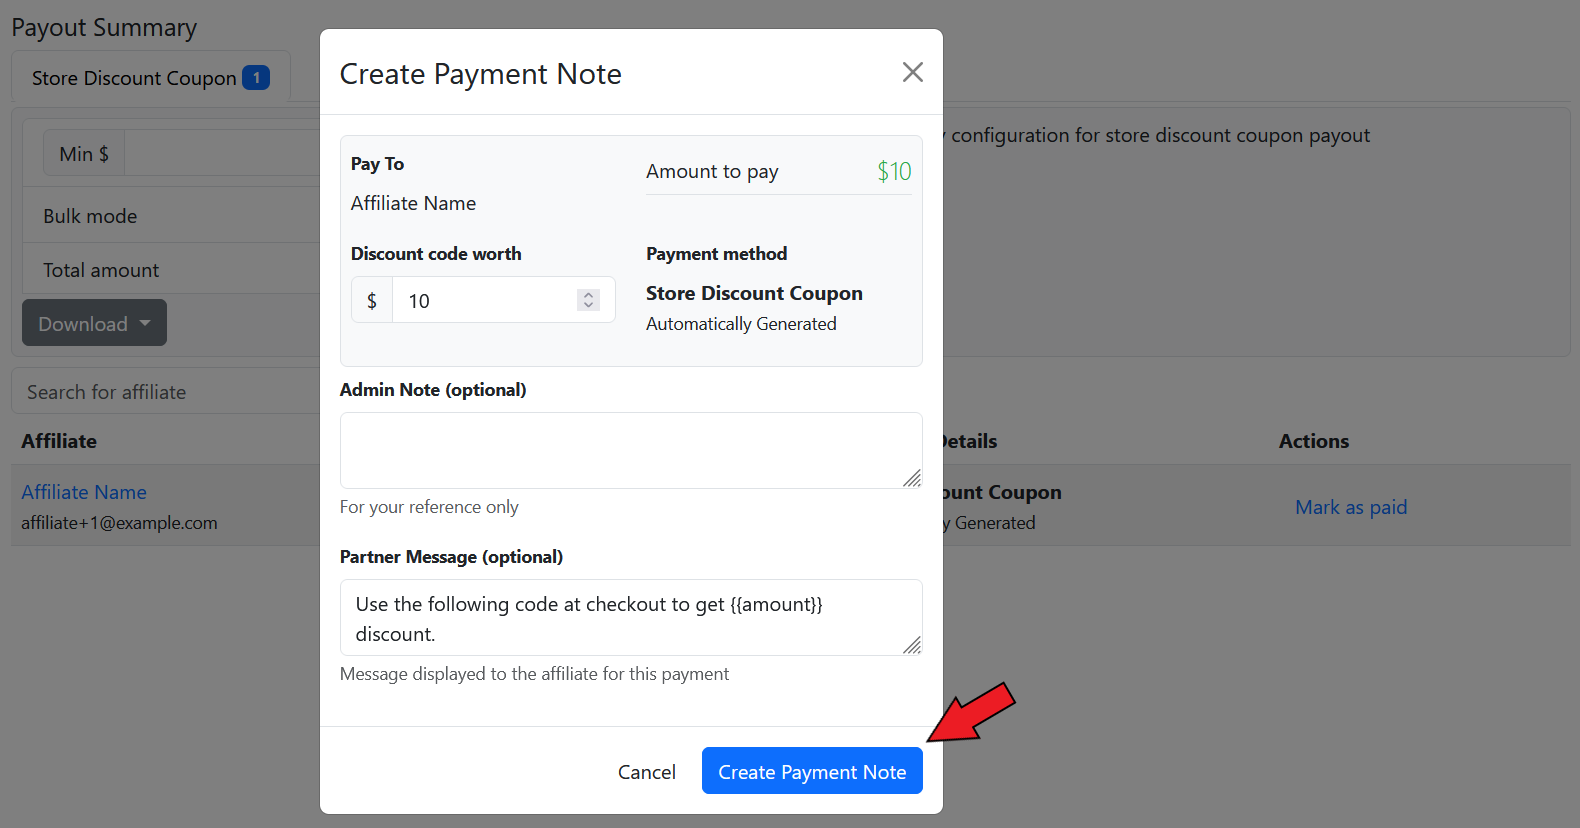 Payout Summary
Store Discount Coupon 1
Min $
configuration for store discount coupon payout
Bulk mode
Total amount
Download
Search for affiliate
Affiliate
Details
Actions
Affiliate Name
affiliate+1@example.com
ount Coupon
y Generated
Mark as paid
Create Payment Note
Pay To
Affiliate Name
Amount to pay $10
Discount code worth
$ 10
Payment method
Store Discount Coupon
Automatically Generated
Admin Note (optional)
For your reference only
Partner Message (optional)
Use the following code at checkout to get {{amount}}
discount.
Message displayed to the affiliate for this payment
Cancel
Create Payment Note